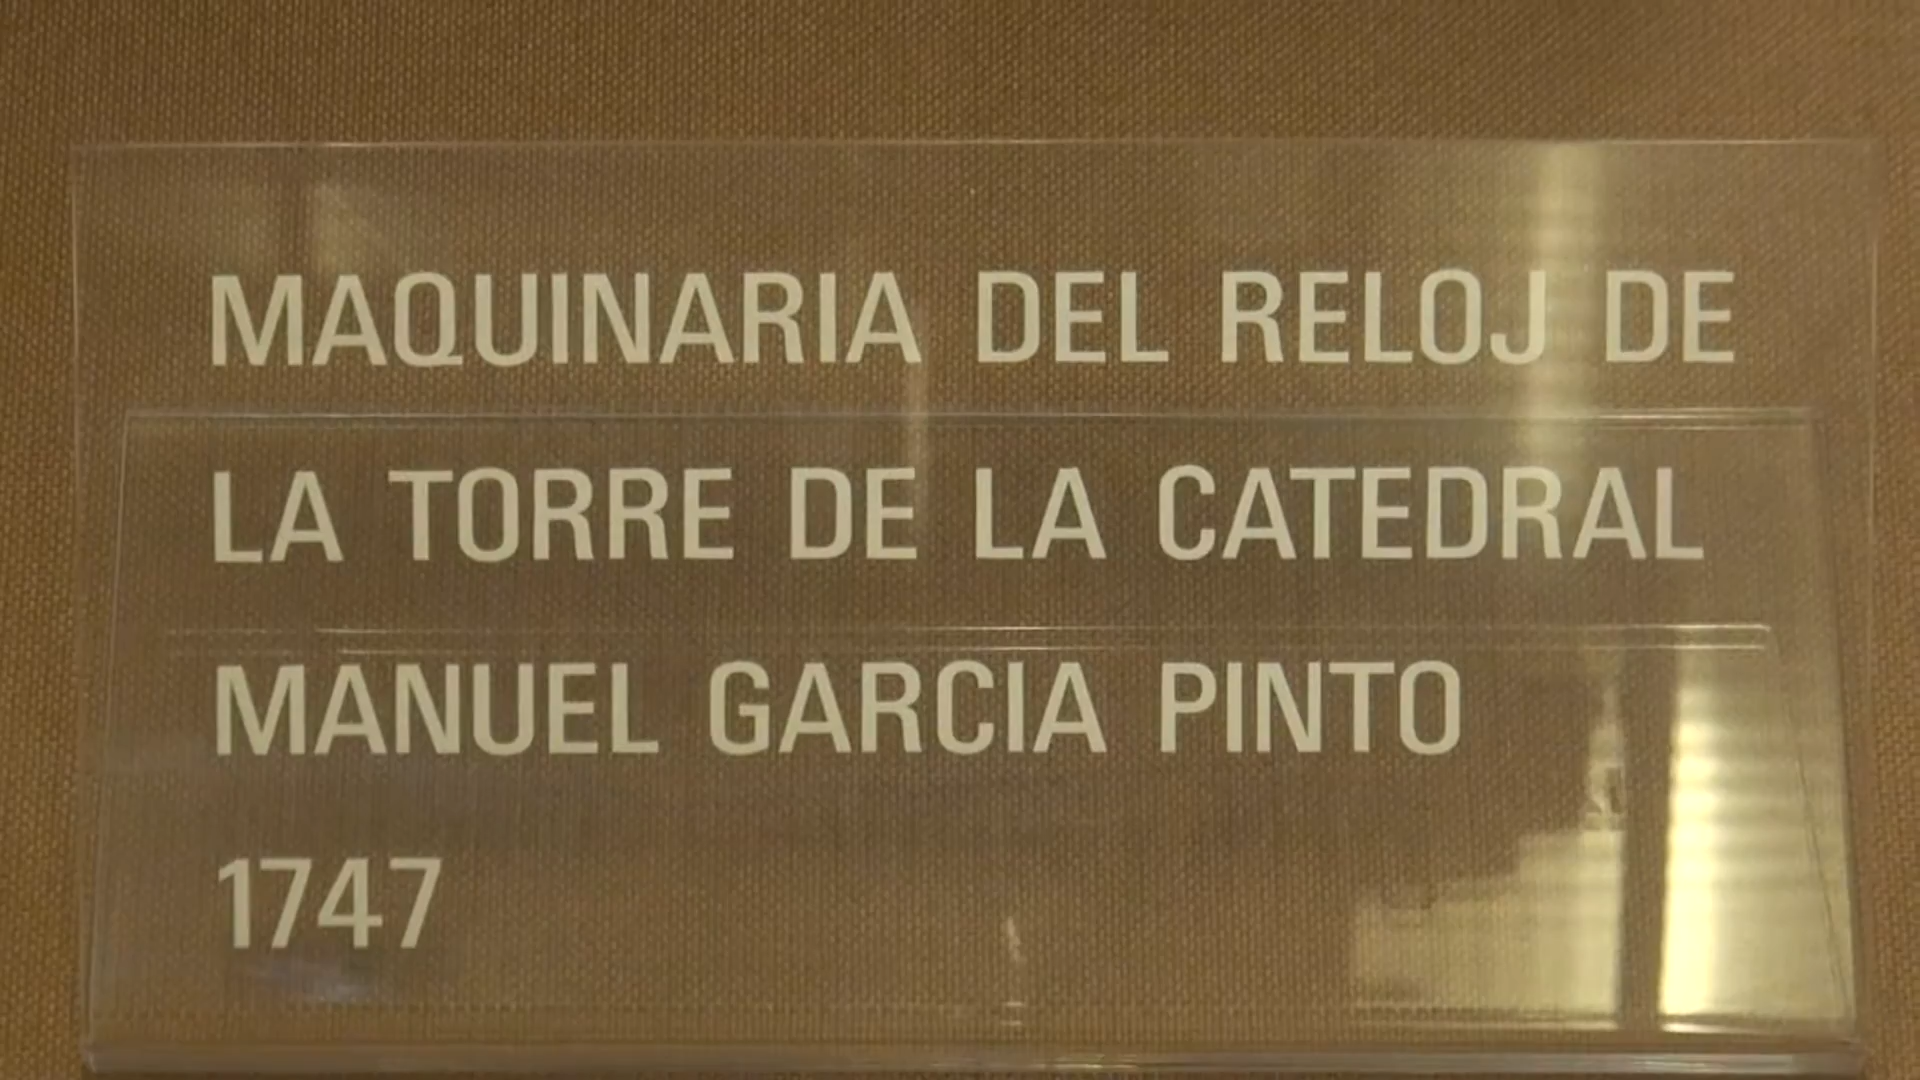 MAQUINARIA DEL RELOJ DE
LA TORRE DE LA CATEDRAL
MANUEL GARCIA PINTO
1747